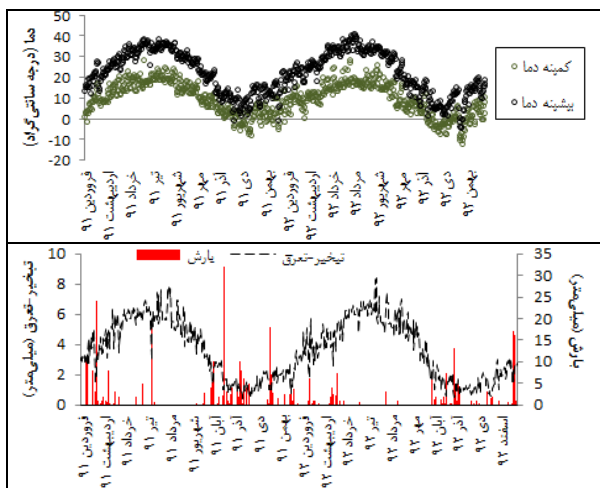 دما (درجه سانتی گراد)
50
40
30
20
10
0
-10
-20
کمینه دما
بیشینه دما
فروردین ۹۱
اردیبهشت ۹۱
خرداد ۹۱
تیر ۹۱
شهریور ۹۱
مهر ۹۱
آذر ۹۱
دی ۹۱
بهمن ۹۱
فروردین ۹۲
اردیبهشت ۹۲
خرداد ۹۲
مرداد ۹۲
شهریور ۹۲
مهر ۹۲
آذر ۹۲
دی ۹۲
بهمن ۹۲
تبخیر-تعرق (میلی‌متر)
10
8
6
4
2
0
بارش
تبخیر-تعرق
35
30
25
20
15
10
5
0
بارش (میلی‌متر)
فروردین ۹۱
اردیبهشت ۹۱
خرداد ۹۱
تیر ۹۱
مرداد ۹۱
شهریور ۹۱
آبان ۹۱
آذر ۹۱
دی ۹۱
بهمن ۹۱
فروردین ۹۲
اردیبهشت ۹۲
خرداد ۹۲
تیر ۹۲
مرداد ۹۲
مهر ۹۲
آبان ۹۲
آذر ۹۲
دی ۹۲
اسفند ۹۲